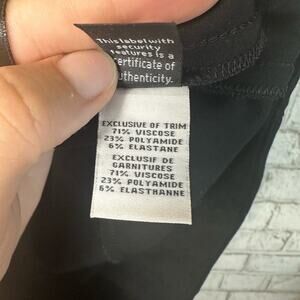 This label with
security
features is a
certificate of
authenticity.
EXCLUSIVE OF TRIM
71% VISCOSE
23% POLYAMIDE
6% ELASTANE
EXCLUSIF DE
GARNITURES
71% VISCOSE
23% POLYAMIDE
6% ELASTHANNE